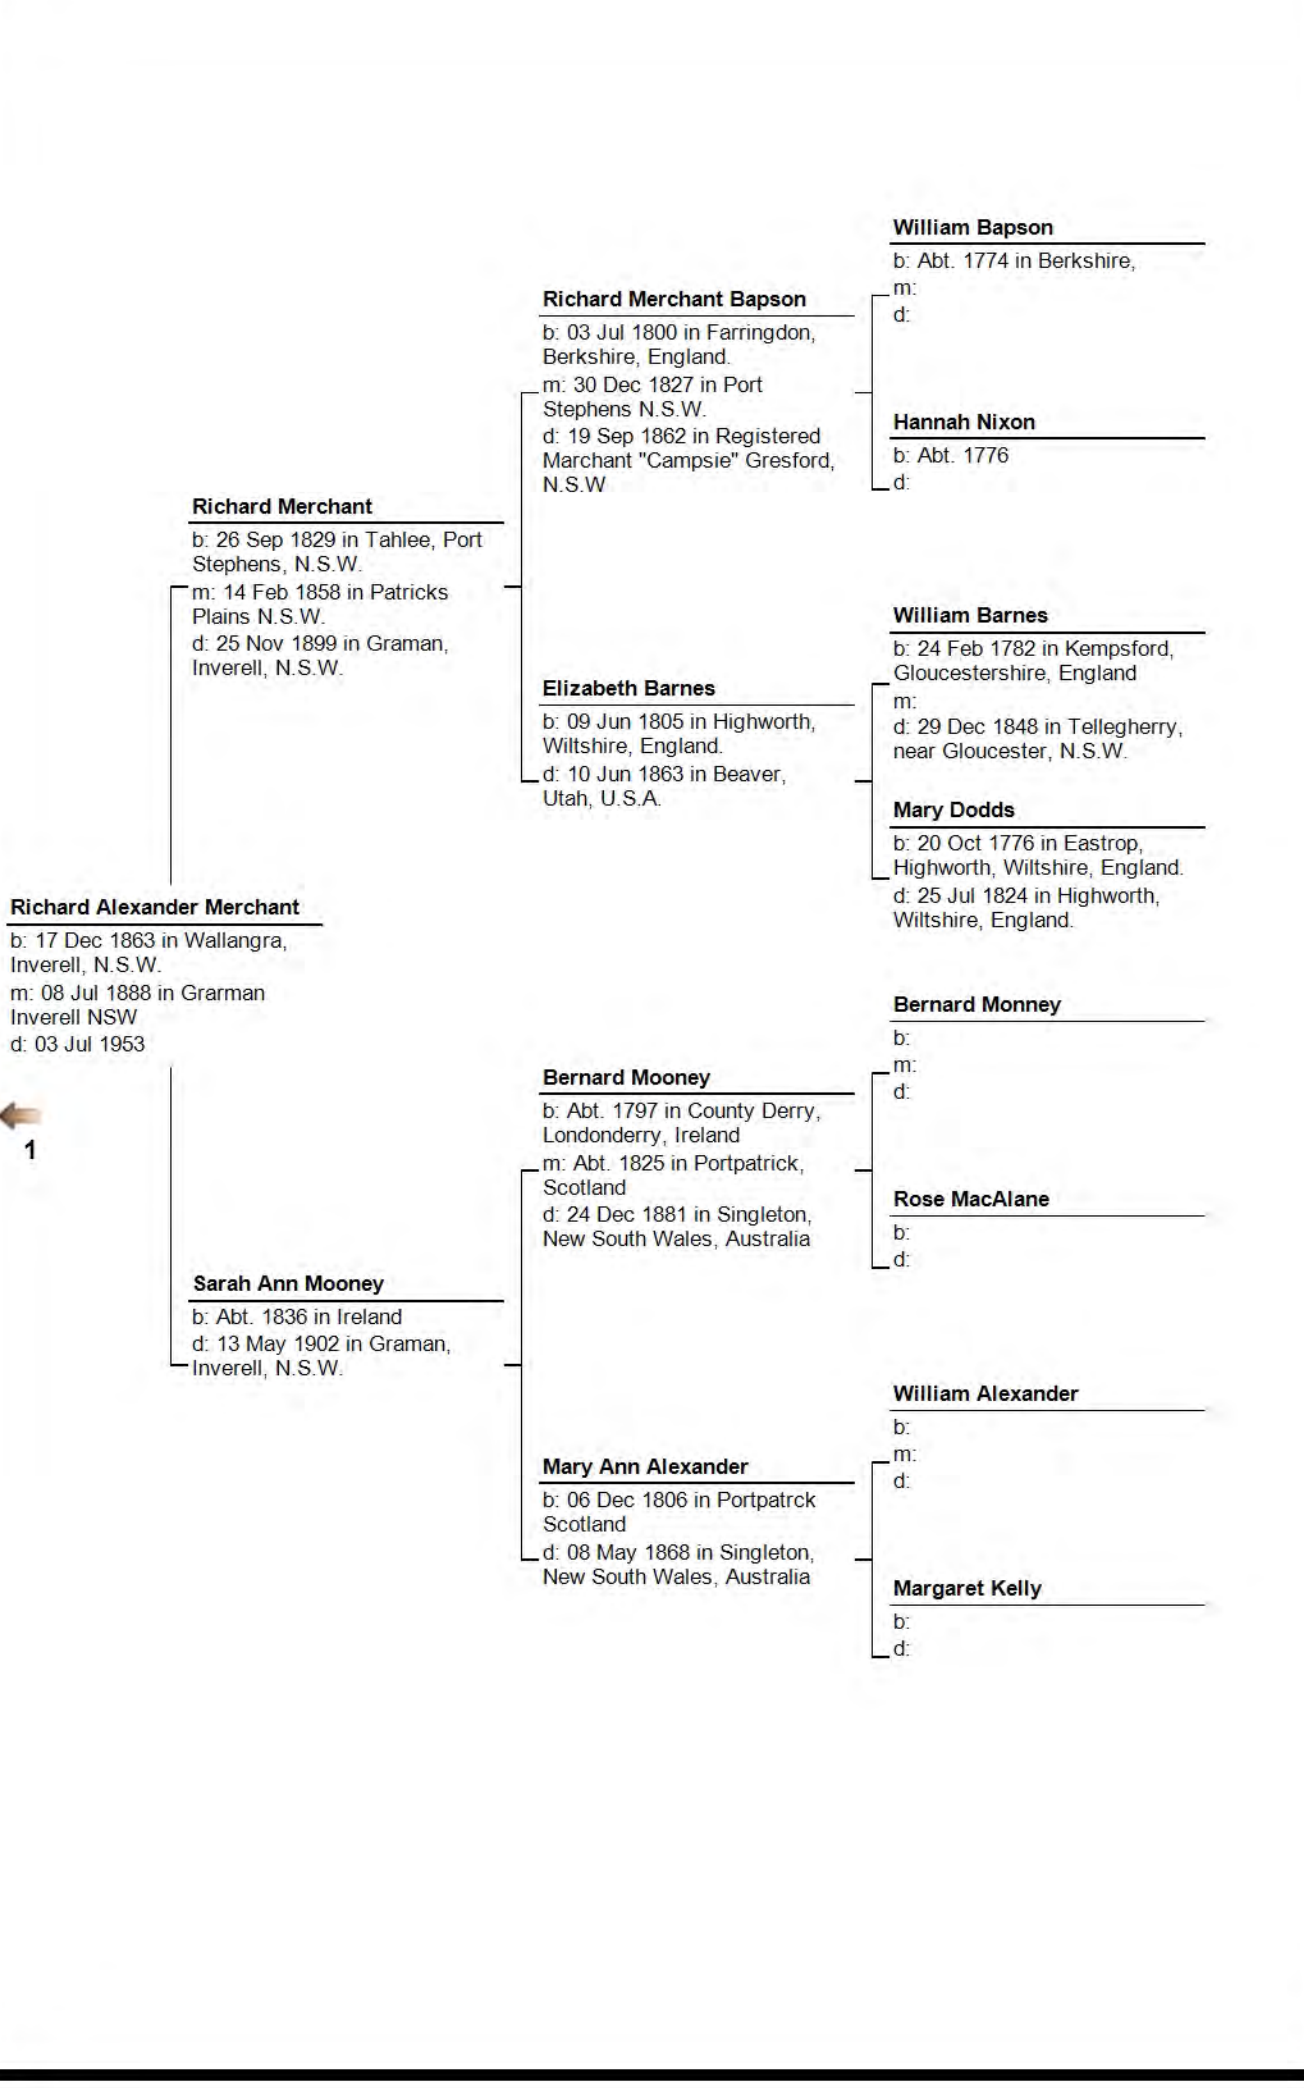 William Bapson
b: Abt. 1774 in Berkshire,
m:
d:
Richard Merchant Bapson
b: 03 Jul 1800 in Farringdon,
Berkshire, England.
m: 30 Dec 1827 in Port
Stephens N.S.W.
d: 19 Sep 1862 in Registered
Marchant "Campsie" Gresford,
N.S.W
Hannah Nixon
b: Abt. 1776
d:
Richard Merchant
b: 26 Sep 1829 in Tahlee, Port
Stephens, N.S.W.
m: 14 Feb 1858 in Patricks
Plains N.S.W.
d: 25 Nov 1899 in Graman,
Inverell, N.S.W.
William Barnes
b: 24 Feb 1782 in Kempsford,
Gloucestershire, England
m:
d: 29 Dec 1848 in Tellegherry,
near Gloucester, N.S.W.
Elizabeth Barnes
b: 09 Jun 1805 in Highworth,
Wiltshire, England.
d: 10 Jun 1863 in Beaver,
Utah, U.S.A.
Mary Dodds
b: 20 Oct 1776 in Eastrop,
Highworth, Wiltshire, England.
d: 25 Jul 1824 in Highworth,
Wiltshire, England.
Richard Alexander Merchant
b: 17 Dec 1863 in Wallangra,
Inverell, N.S.W.
m: 08 Jul 1888 in Grarman
Inverell NSW
d: 03 Jul 1953
1
Bernard Monney
b:
m:
d:
Bernard Mooney
b: Abt. 1797 in County Derry,
Londonderry, Ireland
m: Abt. 1825 in Portpatrick,
Scotland
d: 24 Dec 1881 in Singleton,
New South Wales, Australia
Rose MacAlane
b:
d:
Sarah Ann Mooney
b: Abt. 1836 in Ireland
d: 13 May 1902 in Graman,
Inverell, N.S.W.
William Alexander
b:
m:
d:
Mary Ann Alexander
b: 06 Dec 1806 in Portpatrck
Scotland
d: 08 May 1868 in Singleton,
New South Wales, Australia
Margaret Kelly
b:
d: